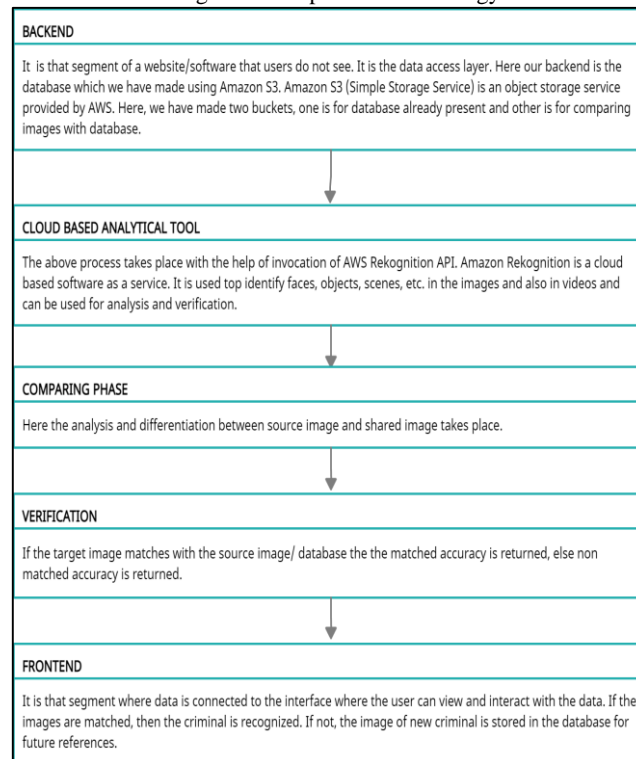 BACKEND
It is that segment of a website/software that users do not see. It is the data access layer. Here our backend is the
database which we have made using Amazon S3. Amazon S3 (Simple Storage Service) is an object storage service
provided by AWS. Here, we have made two buckets, one is for database already present and other is for comparing
images with database.
CLOUD BASED ANALYTICAL TOOL
The above process takes place with the help of invocation of AWS Rekognition API. Amazon Rekognition is a cloud
based software as a service. It is used top identify faces, objects, scenes, etc. in the images and also in videos and
can be used for analysis and verification.
COMPARING PHASE
Here the analysis and differentiation between source image and shared image takes place.
VERIFICATION
If the target image matches with the source image/ database the the matched accuracy is returned, else non
matched accuracy is returned.
FRONTEND
It is that segment where data is connected to the interface where the user can view and interact with the data. If the
images are matched, then the criminal is recognized. If not, the image of new criminal is stored in the database for
future references.